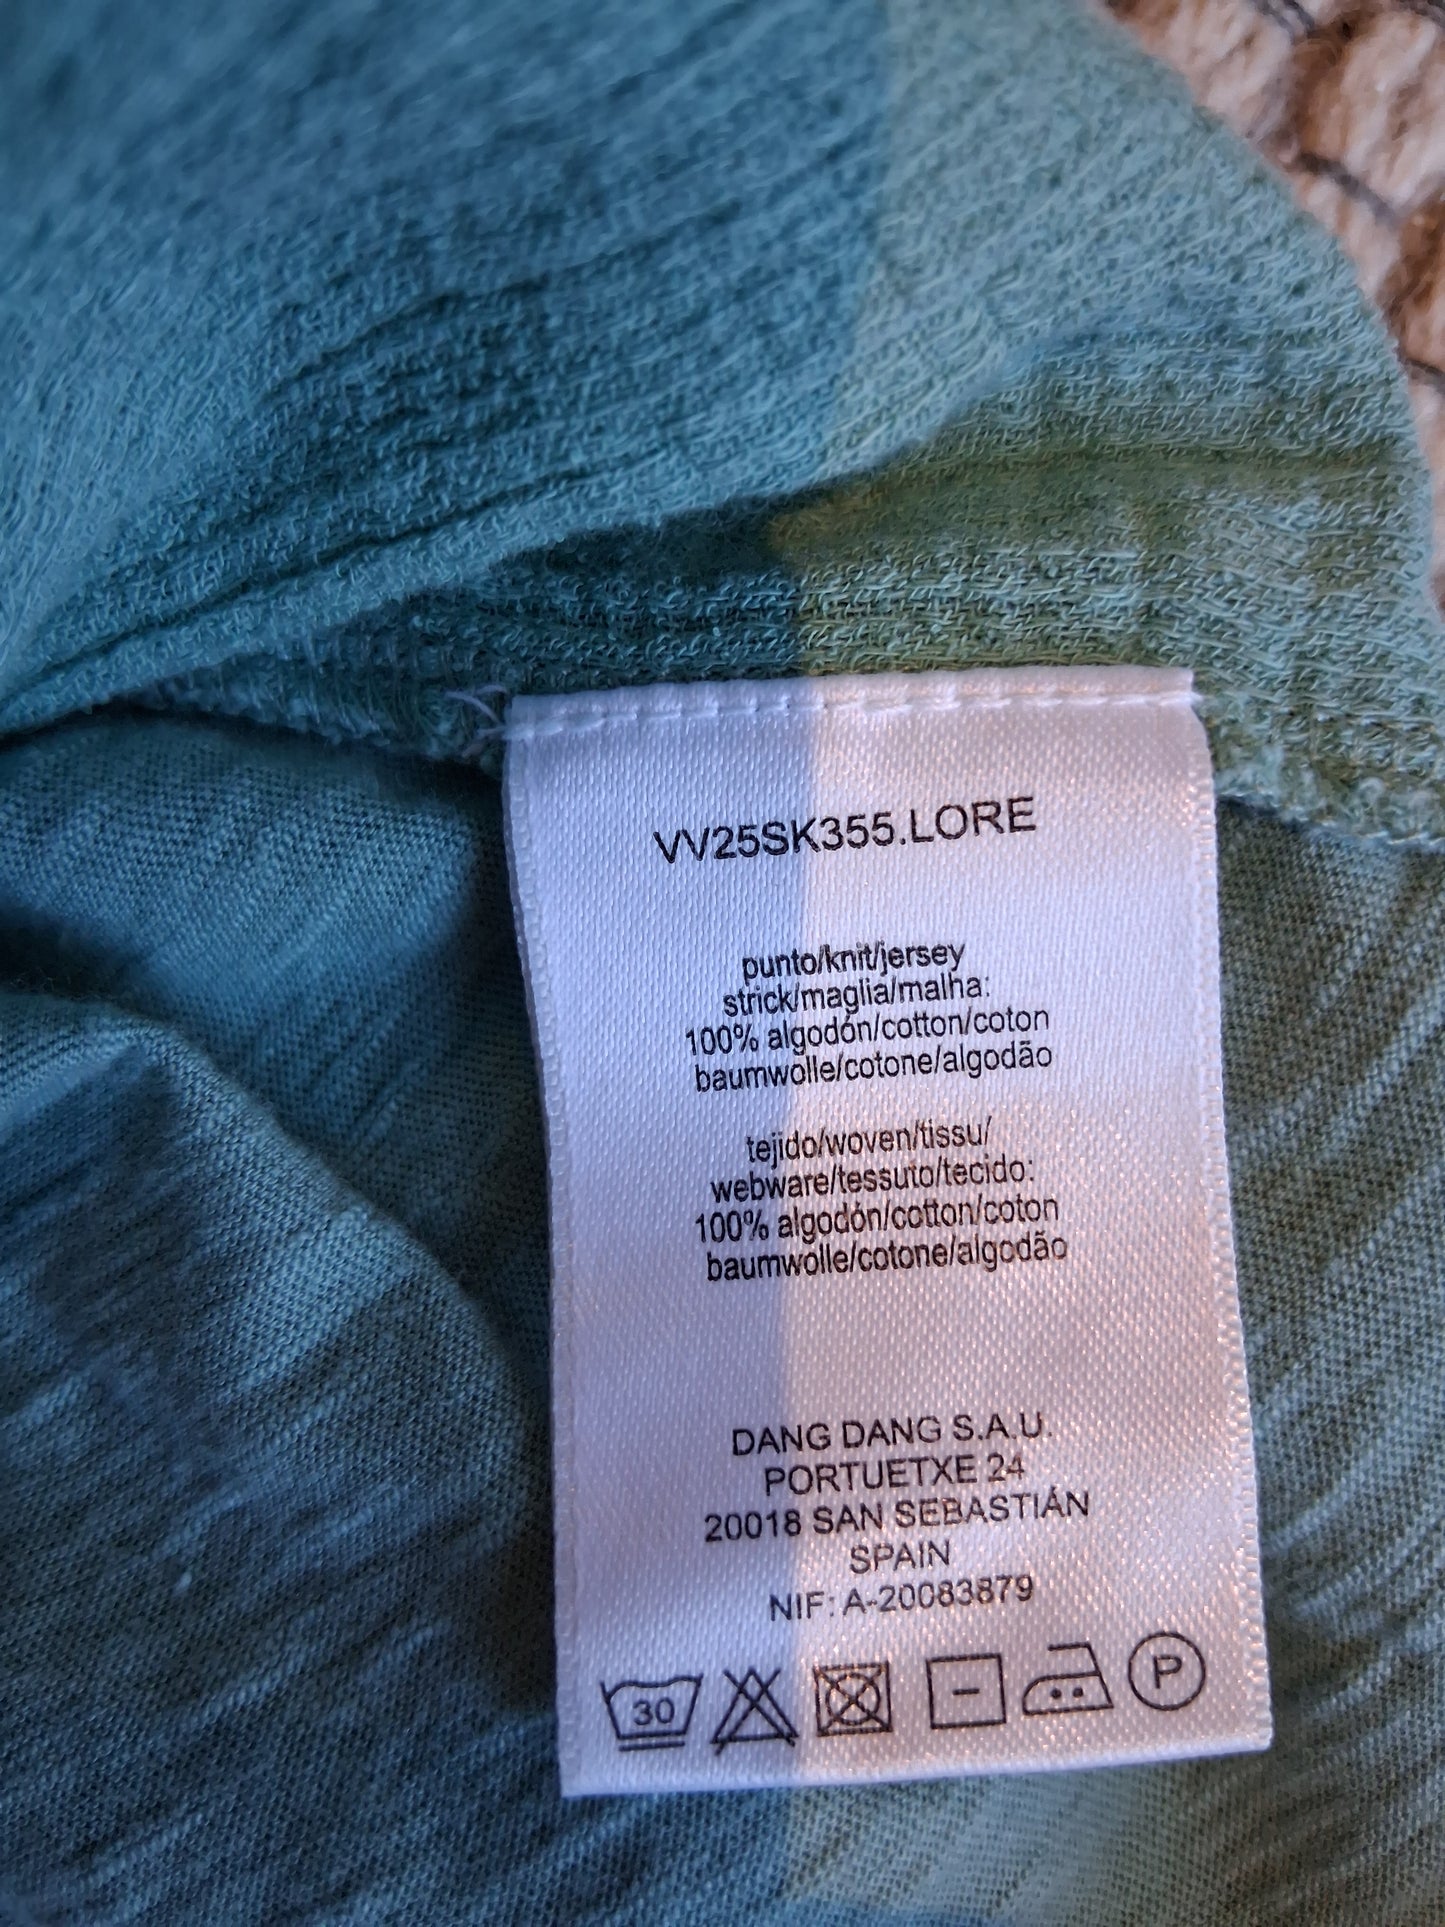 VV25SK355.LORE
punto/knit/jersey
strick/maglia/malha:
100% algodón/cotton/coton
baumwolle/cotone/algodão
tejido/woven/tissu/
webware/tessuto/tecido:
100% algodón/cotton/coton
baumwolle/cotone/algodão
DANG DANG S.A.U.
PORTUETXE 24
20018 SAN SEBASTIÁN
SPAIN
NIF: A-20083879
30 P